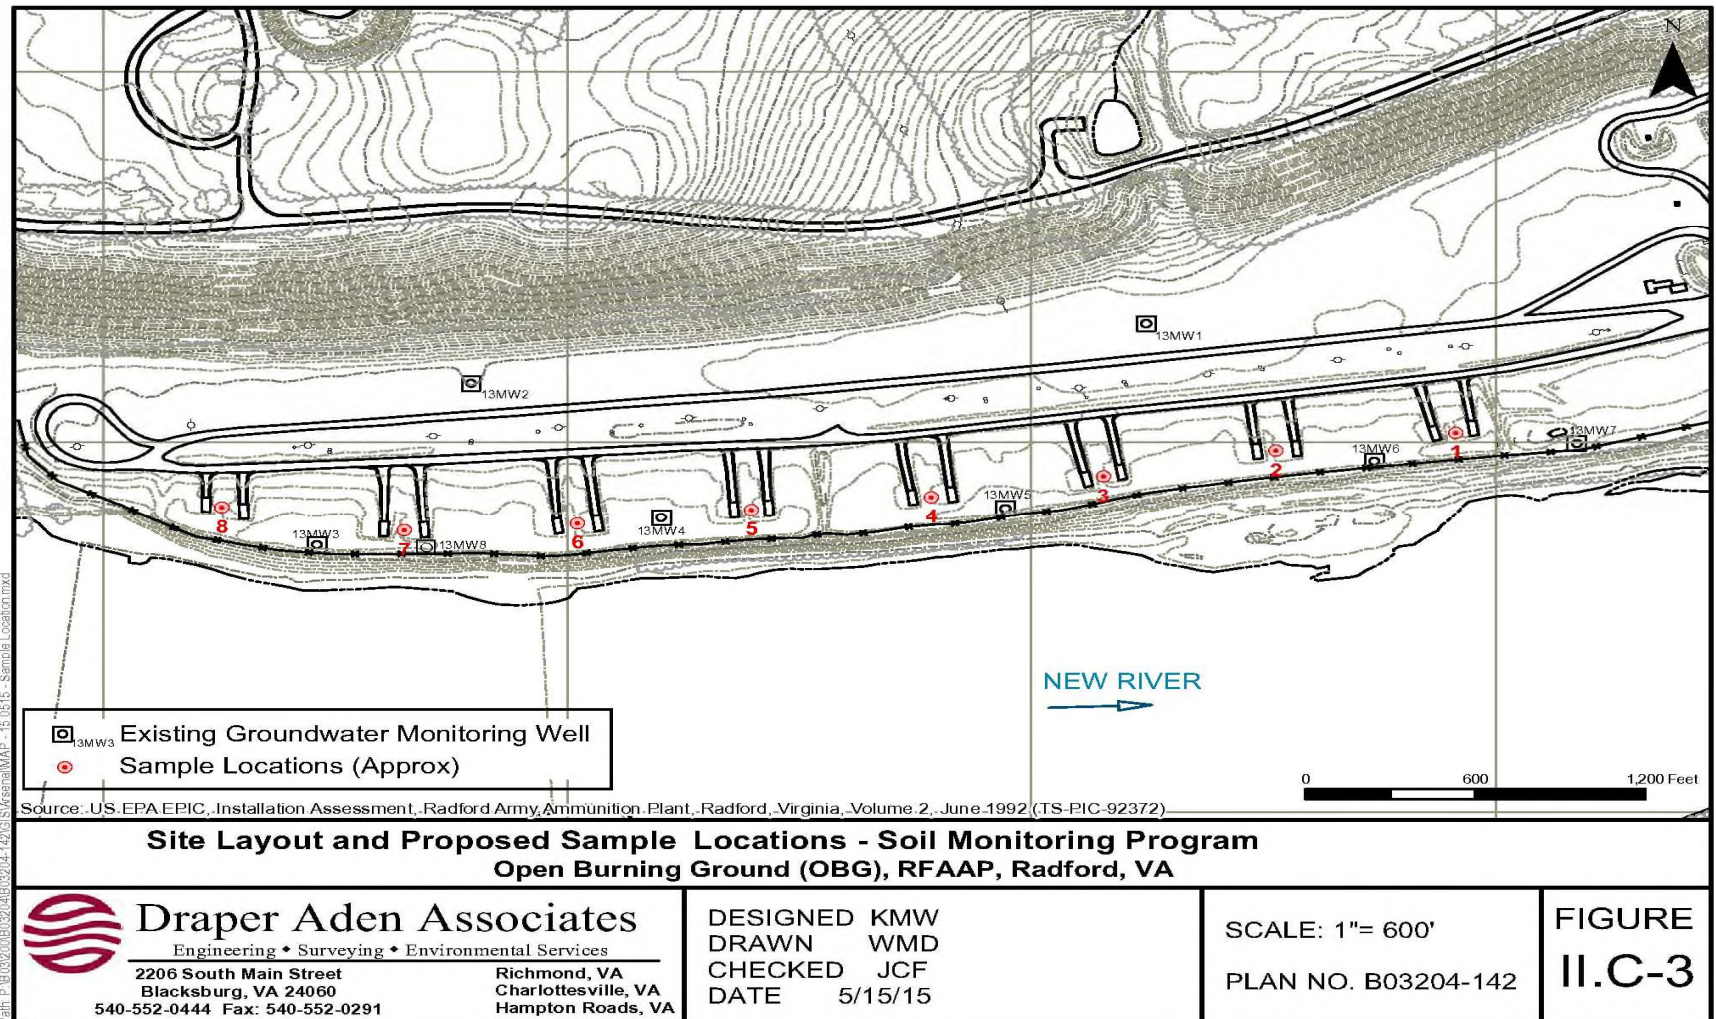 N
13MW1
13MW2
13MW7
13MW6
1
2
3
13MW5
4
5
13MW4
6
13MW8
7
13MW3
8
NEW RIVER
13MW3 Existing Groundwater Monitoring Well
Sample Locations (Approx)
0 600 1,200 Feet
Source: US EPA EPIC, Installation Assessment, Radford Army Ammunition Plant, Radford, Virginia, Volume 2, June 1992 (TS-PIC-92372)
Site Layout and Proposed Sample Locations - Soil Monitoring Program
Open Burning Ground (OBG), RFAAP, Radford, VA
Draper Aden Associates
Engineering • Surveying • Environmental Services
2206 South Main Street
Blacksburg, VA 24060
540-552-0444 Fax: 540-552-0291
Richmond, VA
Charlottesville, VA
Hampton Roads, VA
DESIGNED KMW
DRAWN WMD
CHECKED JCF
DATE 5/15/15
SCALE: 1"= 600'
PLAN NO. B03204-142
FIGURE
II.C-3